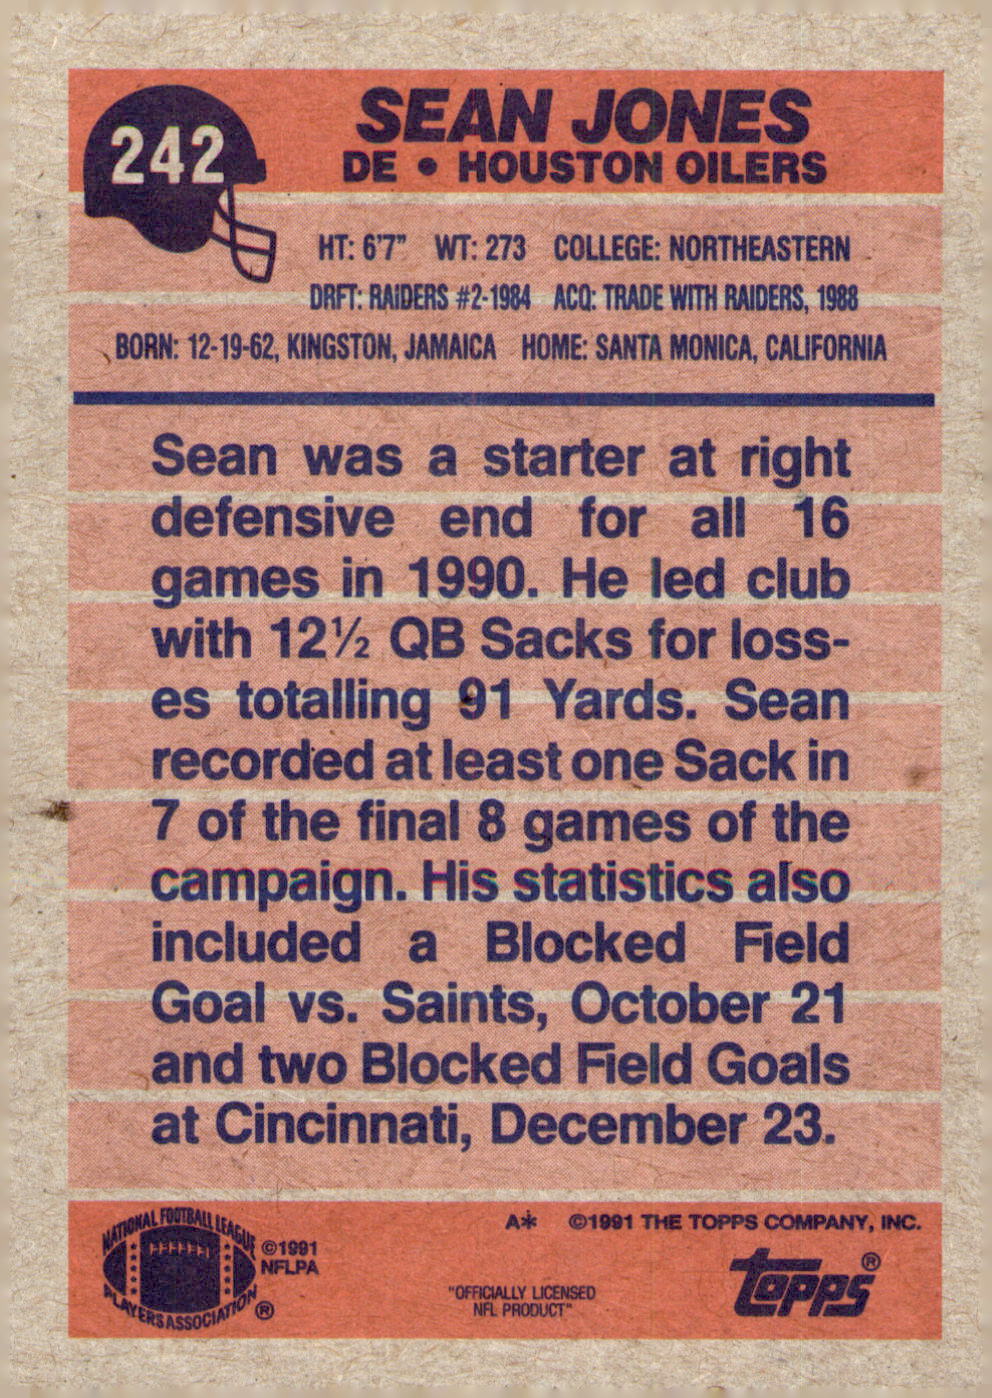 242
SEAN JONES
DE • HOUSTON OILERS
HT: 6'7" WT: 273 COLLEGE: NORTHEASTERN
DRFT: RAIDERS #2-1984 ACQ: TRADE WITH RAIDERS, 1988
BORN: 12-19-62, KINGSTON, JAMAICA HOME: SANTA MONICA, CALIFORNIA
Sean was a starter at right
defensive end for all 16
games in 1990. He led club
with 12½ QB Sacks for loss-
es totalling 91 Yards. Sean
recorded at least one Sack in
7 of the final 8 games of the
campaign. His statistics also
included a Blocked Field
Goal vs. Saints, October 21
and two Blocked Field Goals
at Cincinnati, December 23.
NATIONAL FOOTBALL LEAGUE
PLAYERS ASSOCIATION ®
©1991
NFLPA
A* ©1991 THE TOPPS COMPANY, INC.
"OFFICIALLY LICENSED
NFL PRODUCT"
topps ®